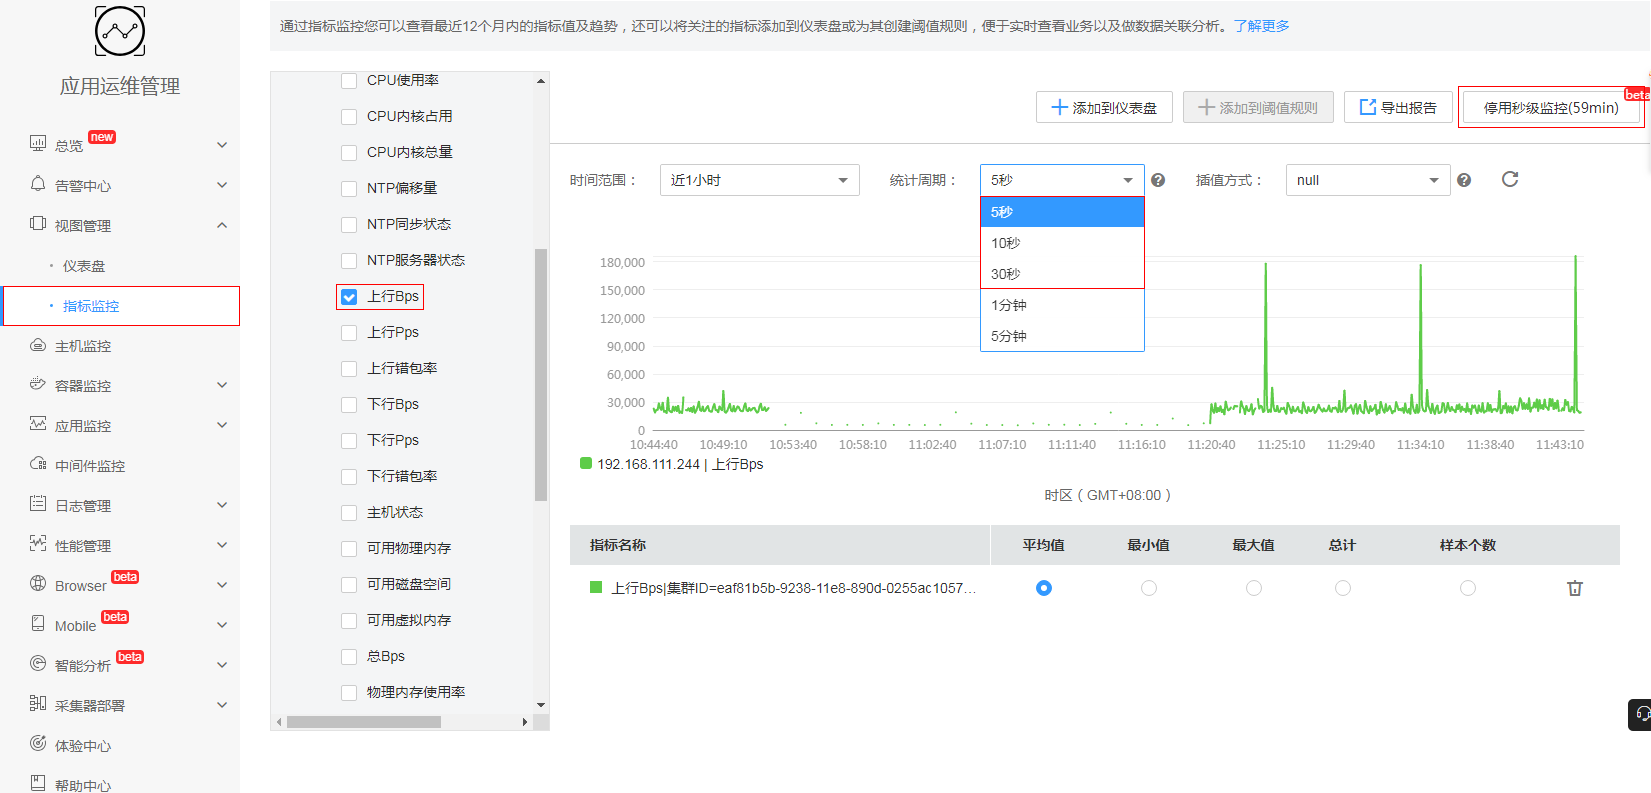 应用运维管理
总览 new
告警中心
视图管理
仪表盘
指标监控
主机监控
容器监控
应用监控
中间件监控
日志管理
性能管理
Browser beta
Mobile beta
智能分析 beta
采集器部署
体验中心
帮助中心
通过指标监控您可以查看最近12个月内的指标值及趋势，还可以将关注的指标添加到仪表盘或为其创建阈值规则，便于实时查看业务以及做数据关联分析。了解更多
CPU使用率
CPU内核占用
CPU内核总量
NTP偏移量
NTP同步状态
NTP服务器状态
上行Bps
上行Pps
上行错包率
下行Bps
下行Pps
下行错包率
主机状态
可用物理内存
可用磁盘空间
可用虚拟内存
总Bps
物理内存使用率
添加到仪表盘 添加到阈值规则 导出报告 停用秒级监控(59min) beta
时间范围： 近1小时 统计周期： 5秒 插值方式： null
5秒
10秒
30秒
1分钟
5分钟
180,000
150,000
120,000
90,000
60,000
30,000
0
10:44:40 10:49:10 10:53:40 10:58:10 11:02:40 11:07:10 11:11:40 11:16:10 11:20:40 11:25:10 11:29:40 11:34:10 11:38:40 11:43:10
192.168.111.244 | 上行Bps
时区（GMT+08:00）
指标名称 平均值 最小值 最大值 总计 样本个数
上行Bps|集群ID=eaf81b5b-9238-11e8-890d-0255ac1057...